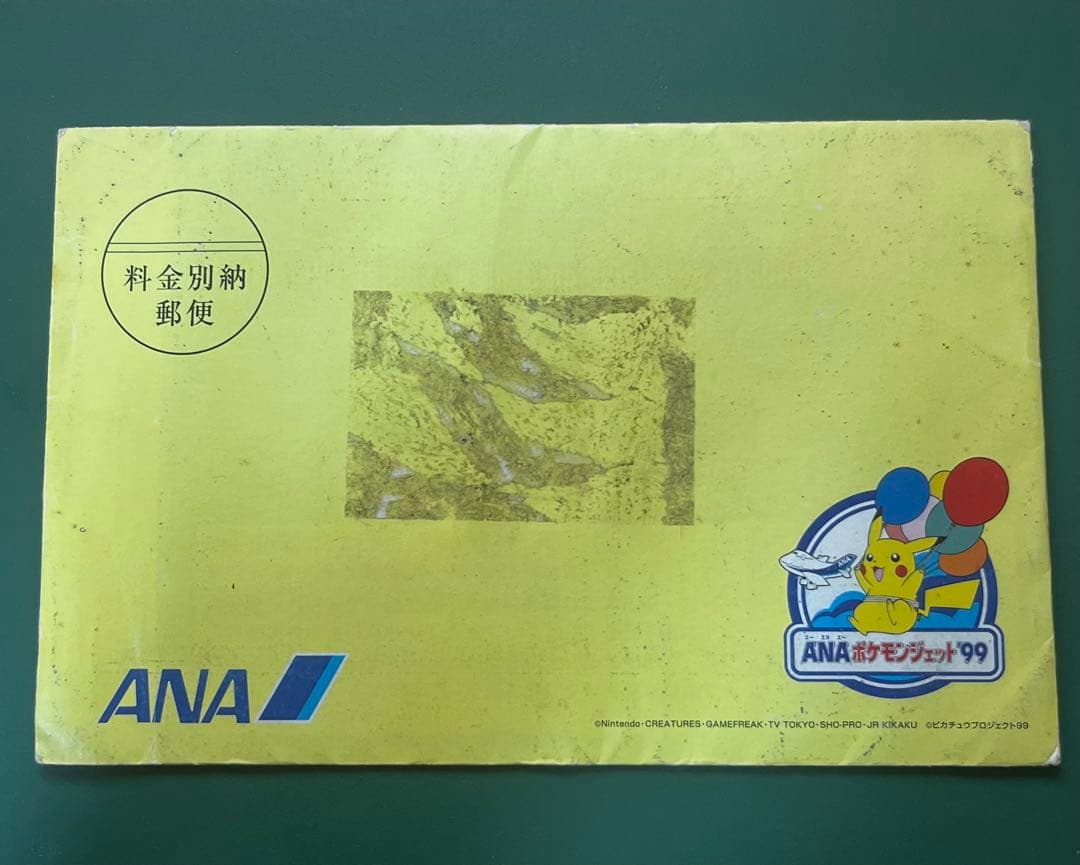 料金別納
郵便
エー エヌ エー
ANAポケモンジェット'99
ANA
©Nintendo・CREATURES・GAMEFREAK・TV TOKYO・SHO-PRO・JR KIKAKU ©ピカチュウプロジェクト99